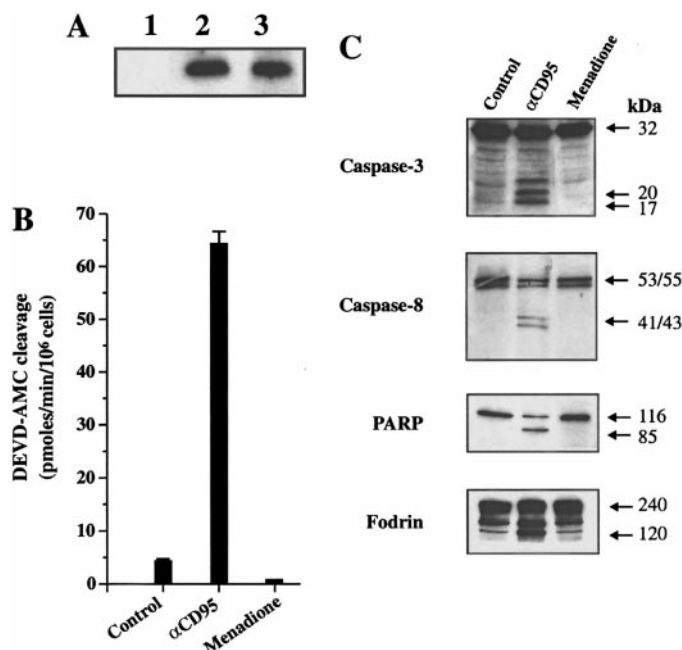 A
1 2 3
B
DEVD-AMC cleavage
(pmoles/min/10⁶ cells)
70
60
50
40
30
20
10
0
Control
αCD95
Menadione
C
Control
αCD95
Menadione
kDa
Caspase-3
32
20
17
Caspase-8
53/55
41/43
PARP
116
85
Fodrin
240
120